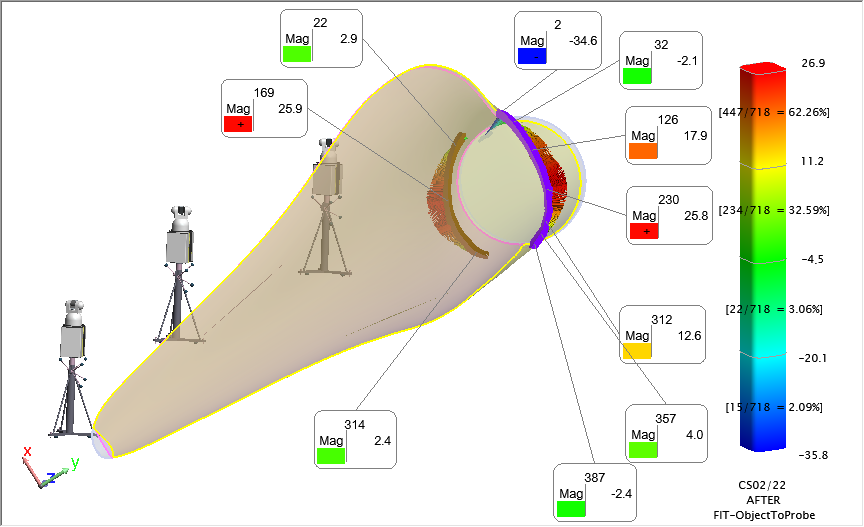 22
Mag 2.9
2
Mag -34.6
32
Mag -2.1
169
Mag 25.9
+
126
Mag 17.9
230
Mag 25.8
+
312
Mag 12.6
314
Mag 2.4
357
Mag 4.0
387
Mag -2.4
26.9
[447/718 = 62.26%]
11.2
[234/718 = 32.59%]
-4.5
[22/718 = 3.06%]
-20.1
[15/718 = 2.09%]
-35.8
x
z
y
CS02/22
AFTER
FIT-ObjectToProbe